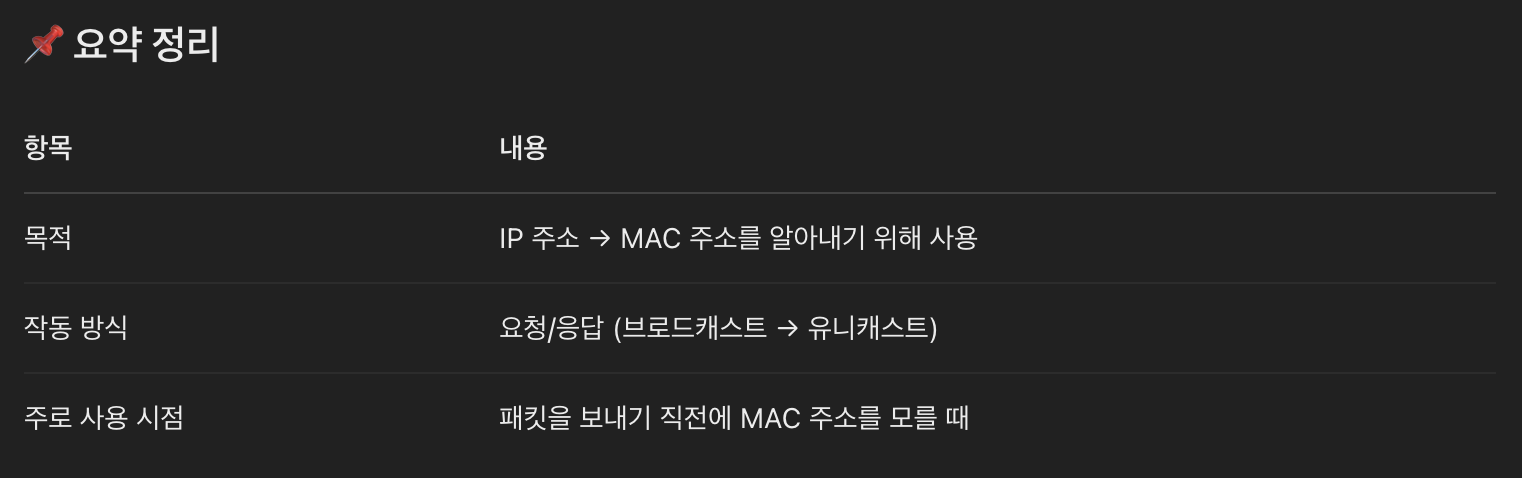 📌 요약 정리
항목 내용
목적 IP 주소 → MAC 주소를 알아내기 위해 사용
작동 방식 요청/응답 (브로드캐스트 → 유니캐스트)
주로 사용 시점 패킷을 보내기 직전에 MAC 주소를 모를 때